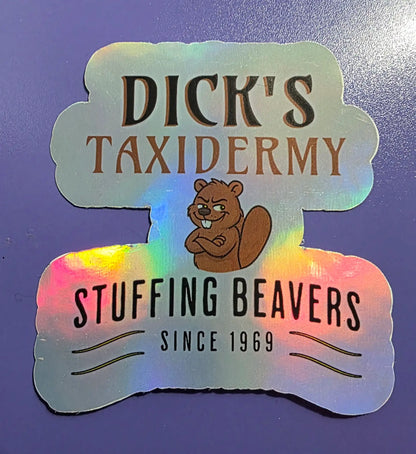 DICK'S
TAXIDERMY
STUFFING BEAVERS
SINCE 1969